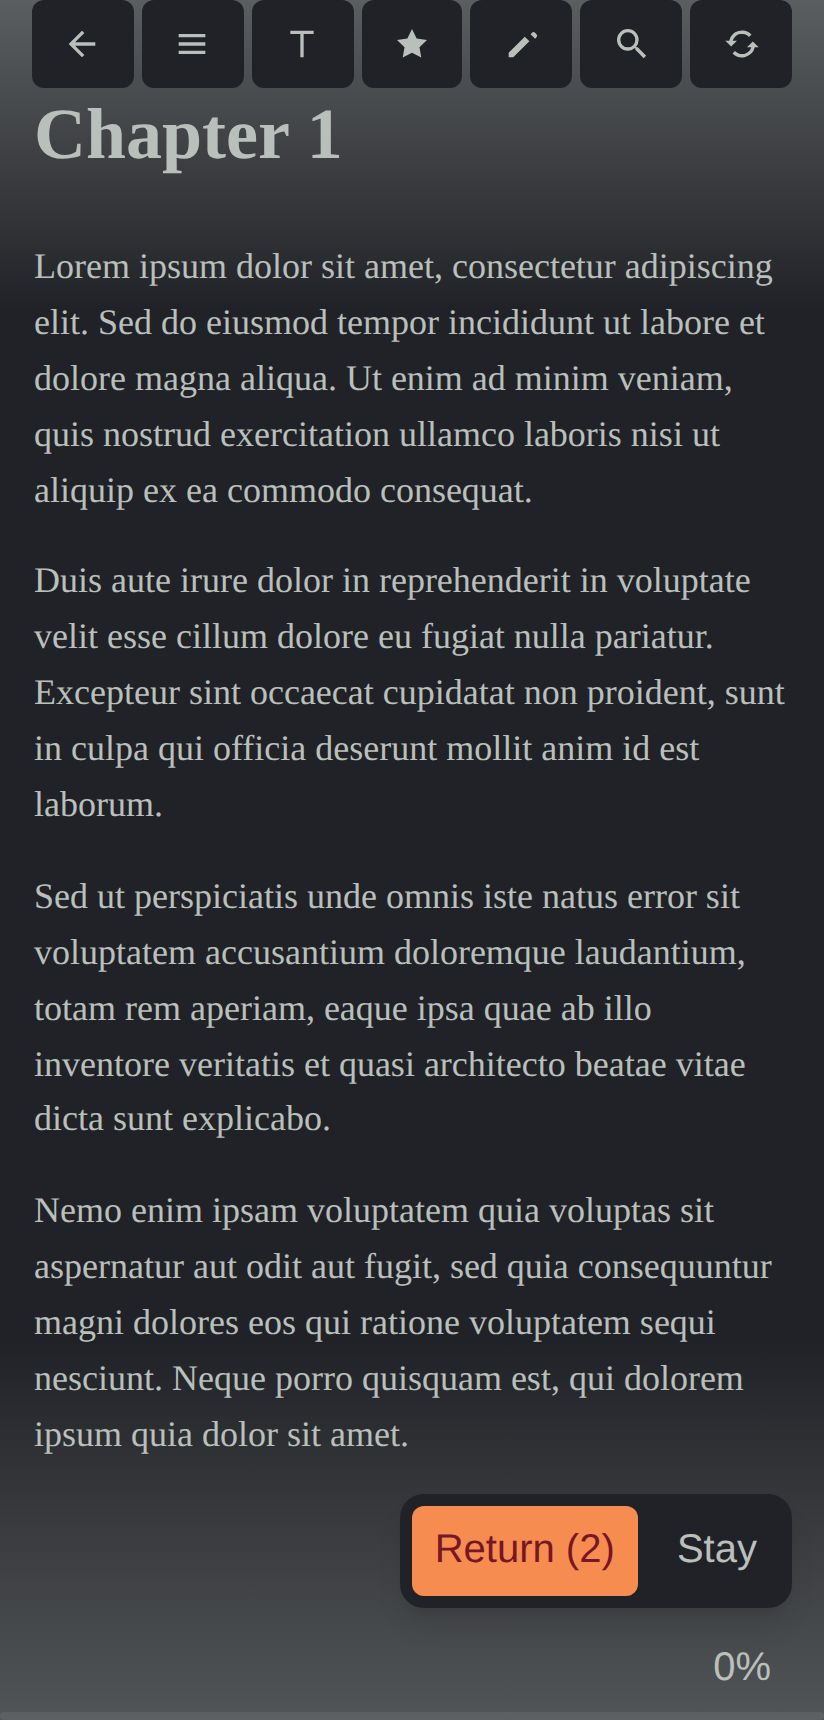 Chapter 1
Lorem ipsum dolor sit amet, consectetur adipiscing
elit. Sed do eiusmod tempor incididunt ut labore et
dolore magna aliqua. Ut enim ad minim veniam,
quis nostrud exercitation ullamco laboris nisi ut
aliquip ex ea commodo consequat.
Duis aute irure dolor in reprehenderit in voluptate
velit esse cillum dolore eu fugiat nulla pariatur.
Excepteur sint occaecat cupidatat non proident, sunt
in culpa qui officia deserunt mollit anim id est
laborum.
Sed ut perspiciatis unde omnis iste natus error sit
voluptatem accusantium doloremque laudantium,
totam rem aperiam, eaque ipsa quae ab illo
inventore veritatis et quasi architecto beatae vitae
dicta sunt explicabo.
Nemo enim ipsam voluptatem quia voluptas sit
aspernatur aut odit aut fugit, sed quia consequuntur
magni dolores eos qui ratione voluptatem sequi
nesciunt. Neque porro quisquam est, qui dolorem
ipsum quia dolor sit amet.
Return (2) Stay
0%